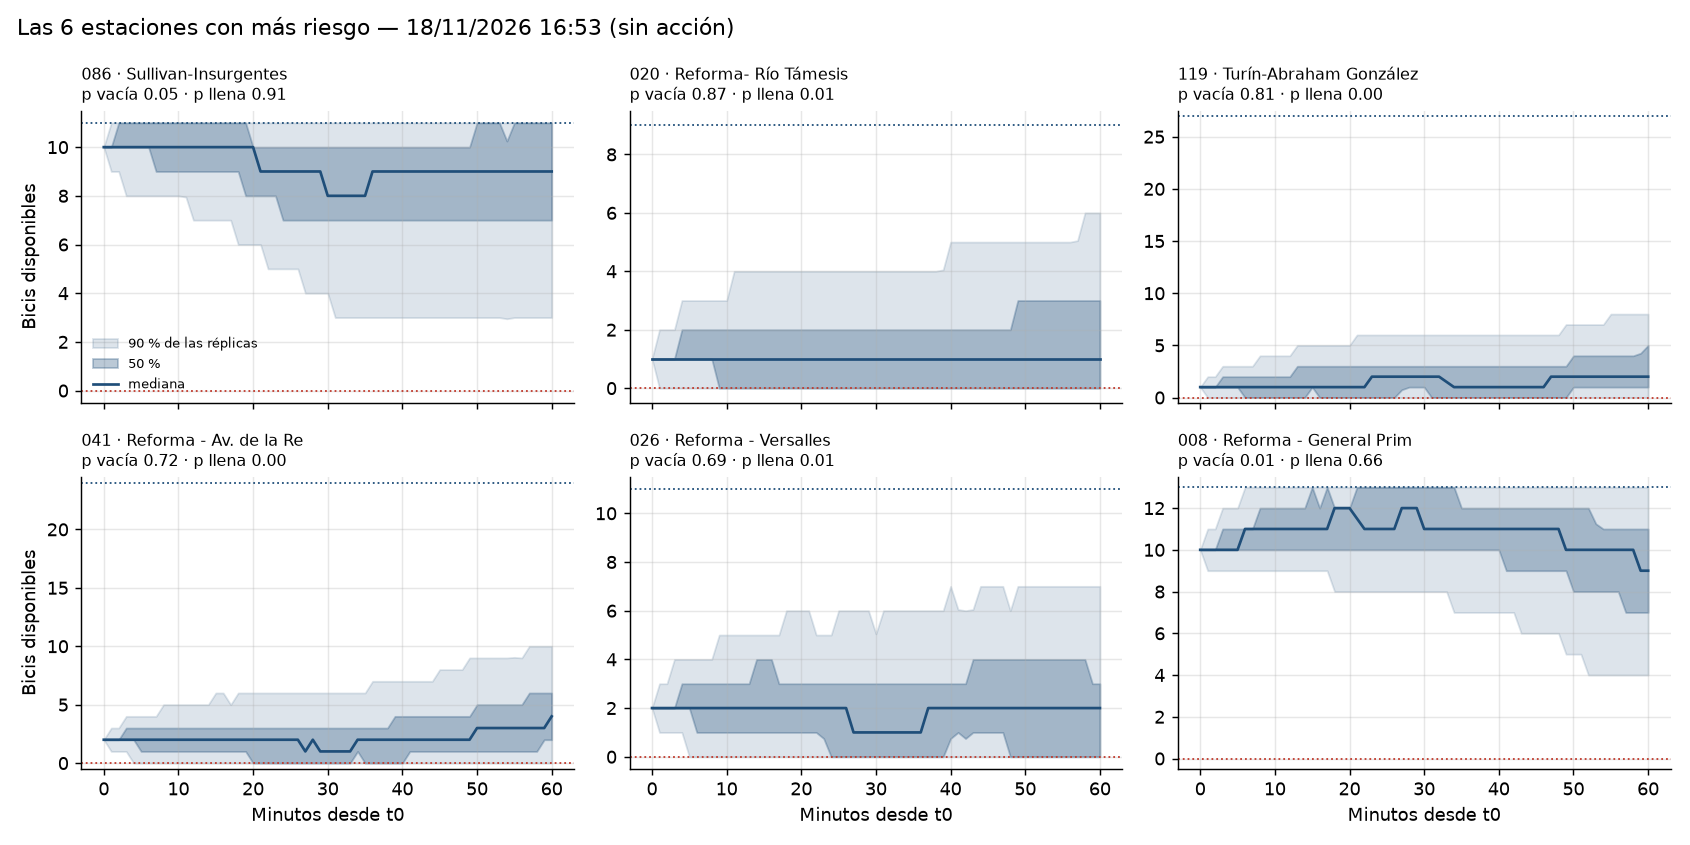 Las 6 estaciones con más riesgo — 18/11/2026 16:53 (sin acción)
086 · Sullivan-Insurgentes
p vacía 0.05 · p llena 0.91
020 · Reforma- Río Támesis
p vacía 0.87 · p llena 0.01
119 · Turín-Abraham González
p vacía 0.81 · p llena 0.00
Bicis disponibles
10
8
6
4
2
0
90 % de las réplicas
50 %
mediana
8
6
4
2
0
25
20
15
10
5
0
041 · Reforma - Av. de la Re
p vacía 0.72 · p llena 0.00
026 · Reforma - Versalles
p vacía 0.69 · p llena 0.01
008 · Reforma - General Prim
p vacía 0.01 · p llena 0.66
Bicis disponibles
20
15
10
5
0
0 10 20 30 40 50 60
Minutos desde t0
10
8
6
4
2
0
0 10 20 30 40 50 60
Minutos desde t0
12
10
8
6
4
2
0
0 10 20 30 40 50 60
Minutos desde t0